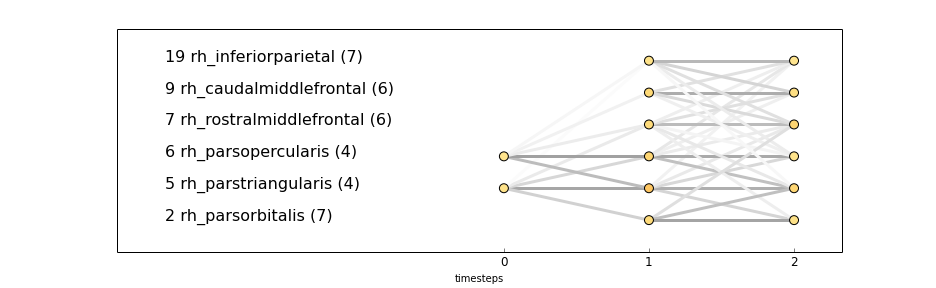 19 rh_inferiorparietal (7)
9 rh_caudalmiddlefrontal (6)
7 rh_rostralmiddlefrontal (6)
6 rh_parsopercularis (4)
5 rh_parstriangularis (4)
2 rh_parsorbitalis (7)
0 1 2
timesteps